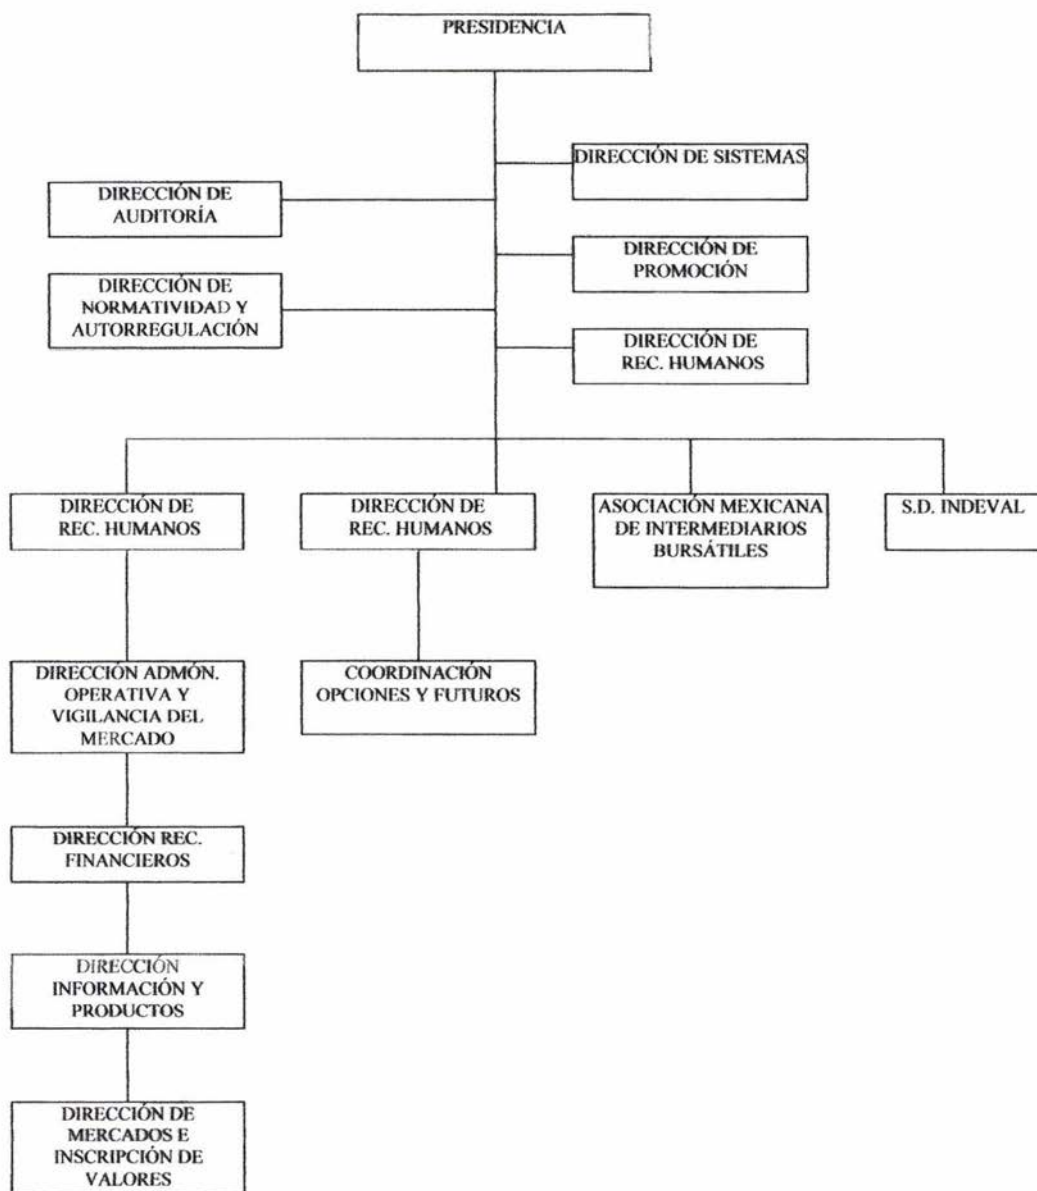 PRESIDENCIA
DIRECCIÓN DE SISTEMAS
DIRECCIÓN DE
AUDITORÍA
DIRECCIÓN DE
PROMOCIÓN
DIRECCIÓN DE
NORMATIVIDAD Y
AUTORREGULACIÓN
DIRECCIÓN DE
REC. HUMANOS
DIRECCIÓN DE
REC. HUMANOS
DIRECCIÓN DE
REC. HUMANOS
ASOCIACIÓN MEXICANA
DE INTERMEDIARIOS
BURSÁTILES
S.D. INDEVAL
DIRECCIÓN ADMÓN.
OPERATIVA Y
VIGILANCIA DEL
MERCADO
COORDINACIÓN
OPCIONES Y FUTUROS
DIRECCIÓN REC.
FINANCIEROS
DIRECCIÓN
INFORMACIÓN Y
PRODUCTOS
DIRECCIÓN DE
MERCADOS E
INSCRIPCIÓN DE
VALORES